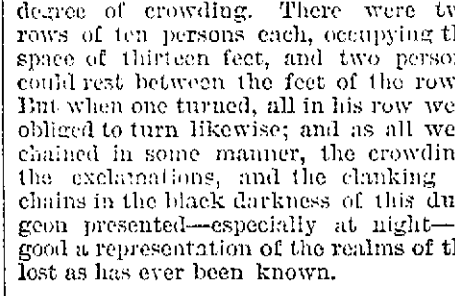 degree of crowding. There were tw
rows of ten persons each, occupying th
space of thirteen feet, and two person
could rest between the feet of the row
But when one turned, all in his row we
obliged to turn likewise; and as all we
chained in some manner, the crowdin
the exclamations, and the clanking
chains in the black darkness of this du
geon presented—especially at night—
good a representation of the realms of th
lost as has ever been known.